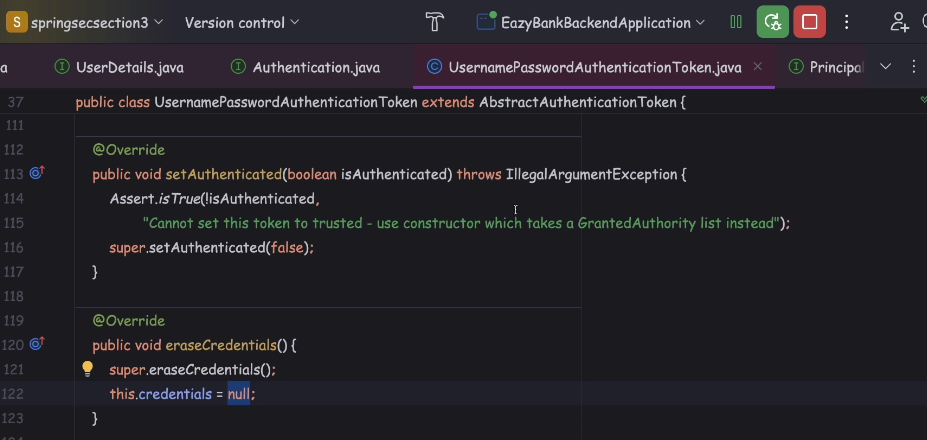 S springsecsection3 Version control EazyBankBackendApplication
a UserDetails.java Authentication.java UsernamePasswordAuthenticationToken.java Principal
37 public class UsernamePasswordAuthenticationToken extends AbstractAuthenticationToken {
111
112 @Override
113 public void setAuthenticated(boolean isAuthenticated) throws IllegalArgumentException {
114 Assert.isTrue(!isAuthenticated,
115 "Cannot set this token to trusted - use constructor which takes a GrantedAuthority list instead");
116 super.setAuthenticated(false);
117 }
118
119 @Override
120 public void eraseCredentials() {
121 super.eraseCredentials();
122 this.credentials = null;
123 }